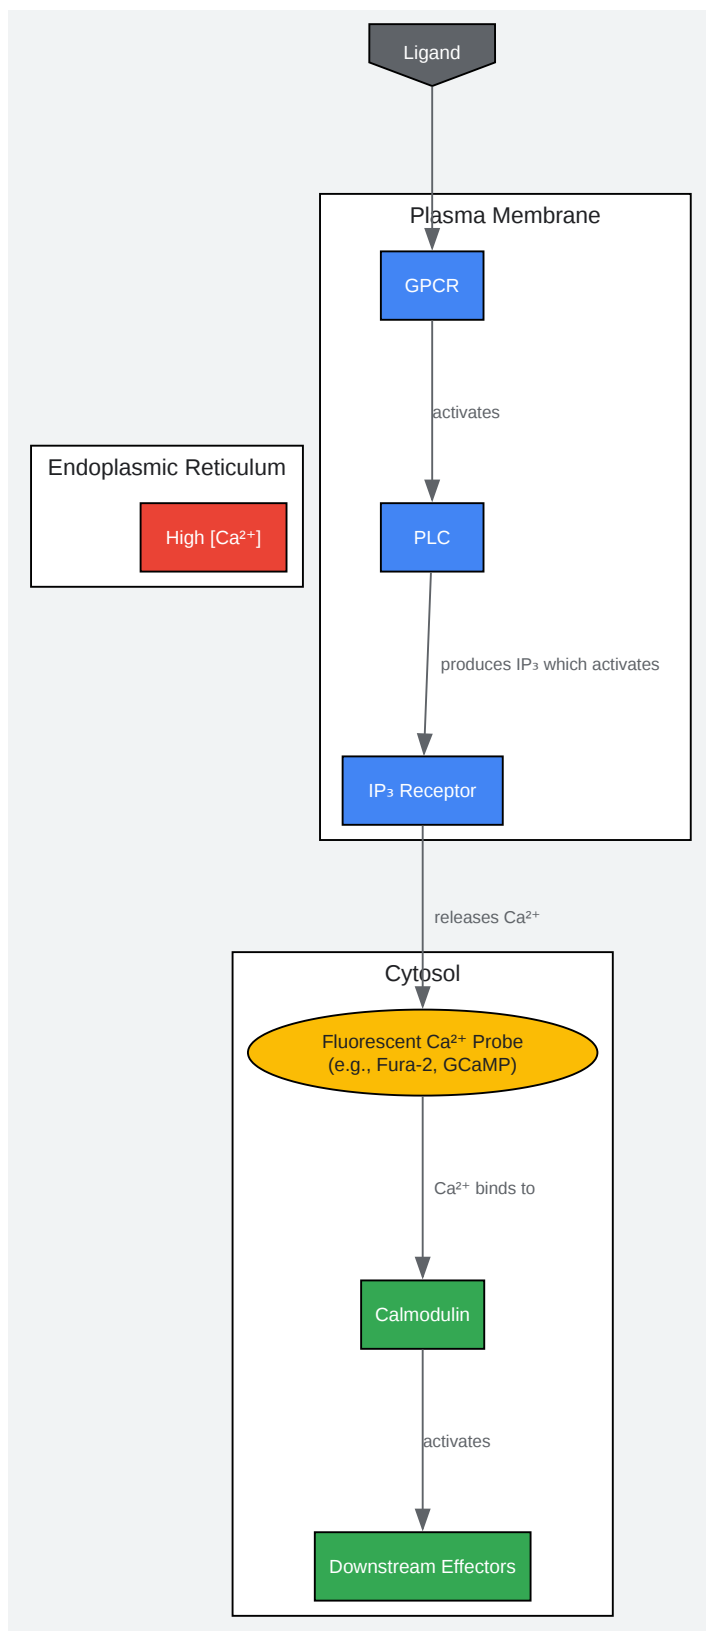 Ligand
Plasma Membrane
GPCR
activates
Endoplasmic Reticulum
High [Ca²⁺]
PLC
produces IP₃ which activates
IP₃ Receptor
releases Ca²⁺
Cytosol
Fluorescent Ca²⁺ Probe
(e.g., Fura-2, GCaMP)
Ca²⁺ binds to
Calmodulin
activates
Downstream Effectors